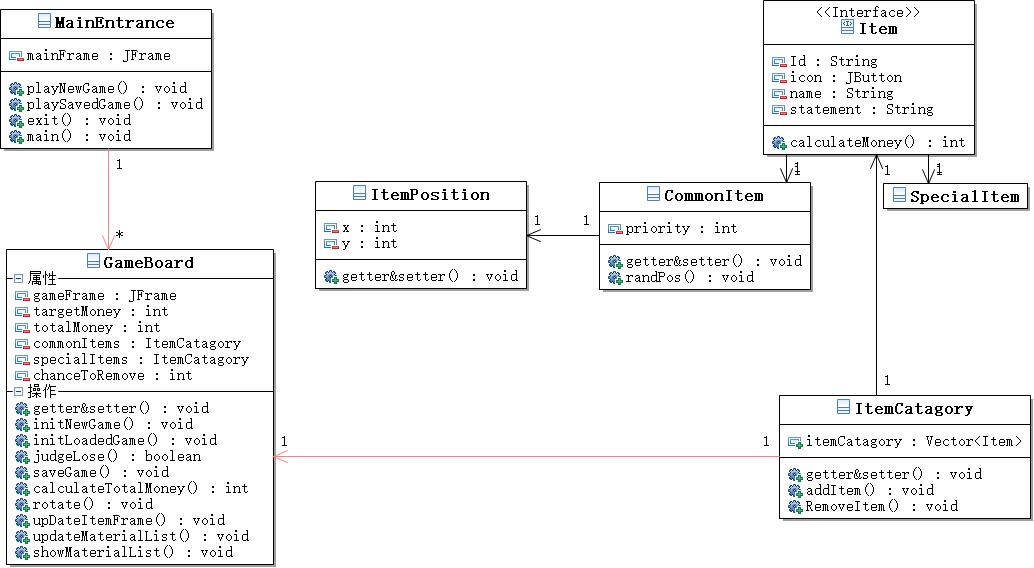 MainEntrance
mainFrame : JFrame
playNewGame() : void
playSavedGame() : void
exit() : void
main() : void
1
*
GameBoard
属性
gameFrame : JFrame
targetMoney : int
totalMoney : int
commonItems : ItemCatagory
specialItems : ItemCatagory
chanceToRemove : int
操作
getter&setter() : void
initNewGame() : void
initLoadedGame() : void
judgeLose() : boolean
saveGame() : void
calculateTotalMoney() : int
rotate() : void
upDateItemFrame() : void
updateMaterialList() : void
showMaterialList() : void
ItemPosition
x : int
y : int
getter&setter() : void
1
1
CommonItem
priority : int
getter&setter() : void
randPos() : void
<<Interface>>
Item
Id : String
icon : JButton
name : String
statement : String
calculateMoney() : int
1
1
1
SpecialItem
1
ItemCatagory
itemCatagory : Vector<Item>
getter&setter() : void
addItem() : void
RemoveItem() : void
1
1